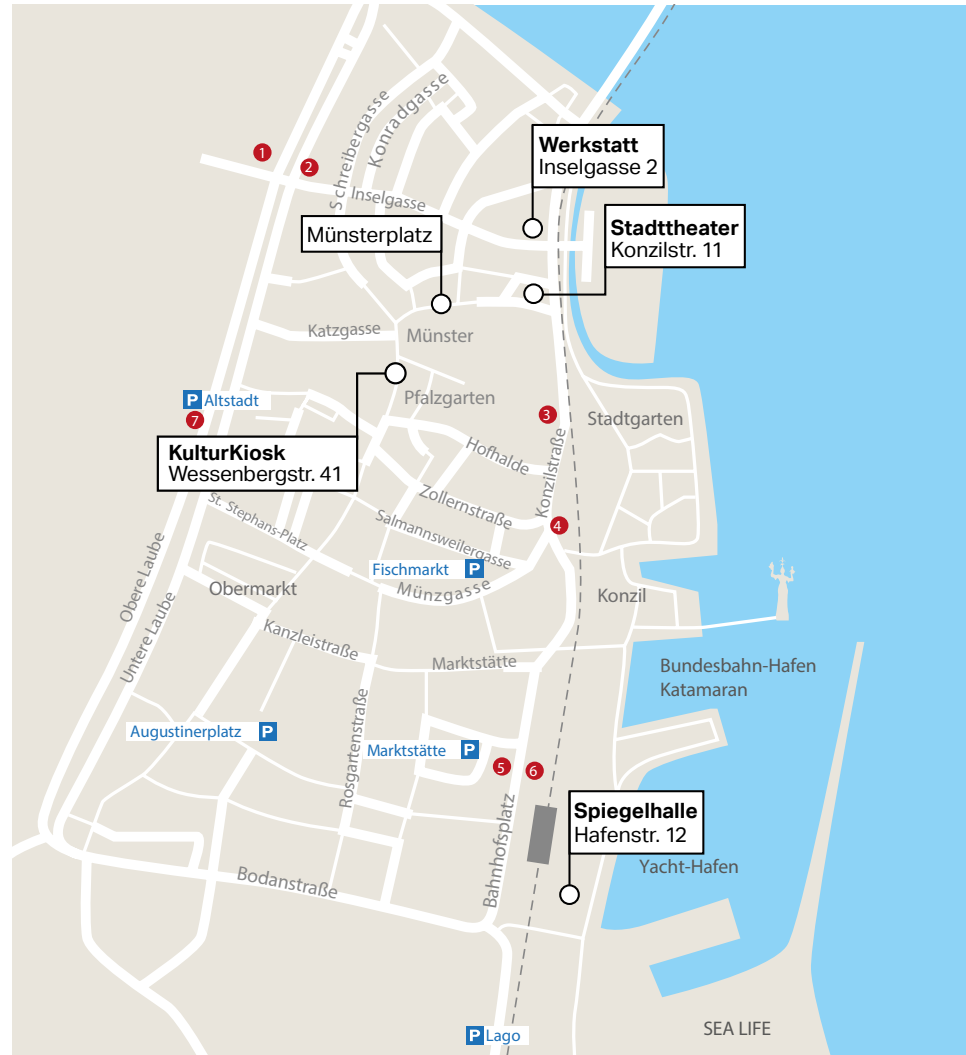 Schreibergasse
Konradgasse
1
2
Werkstatt
Inselgasse 2
Inselgasse
Stadttheater
Konzilstr. 11
Münsterplatz
Katzgasse
Münster
Pfalzgarten
P Altstadt
7
3
Stadtgarten
KulturKiosk
Wessenbergstr. 41
Hofhalde
Konzilstraße
Zollernstraße
St. Stephans-Platz
Salmannsweilergasse
4
Fischmarkt P
Münzgasse
Obere Laube
Untere Laube
Obermarkt
Konzil
Kanzleistraße
Marktstätte
Bundesbahn-Hafen
Katamaran
Augustinerplatz P
Rosgartenstraße
Marktstätte P
5
6
Bahnhofsplatz
Spiegelhalle
Hafenstr. 12
Yacht-Hafen
Bodanstraße
P Lago
SEA LIFE